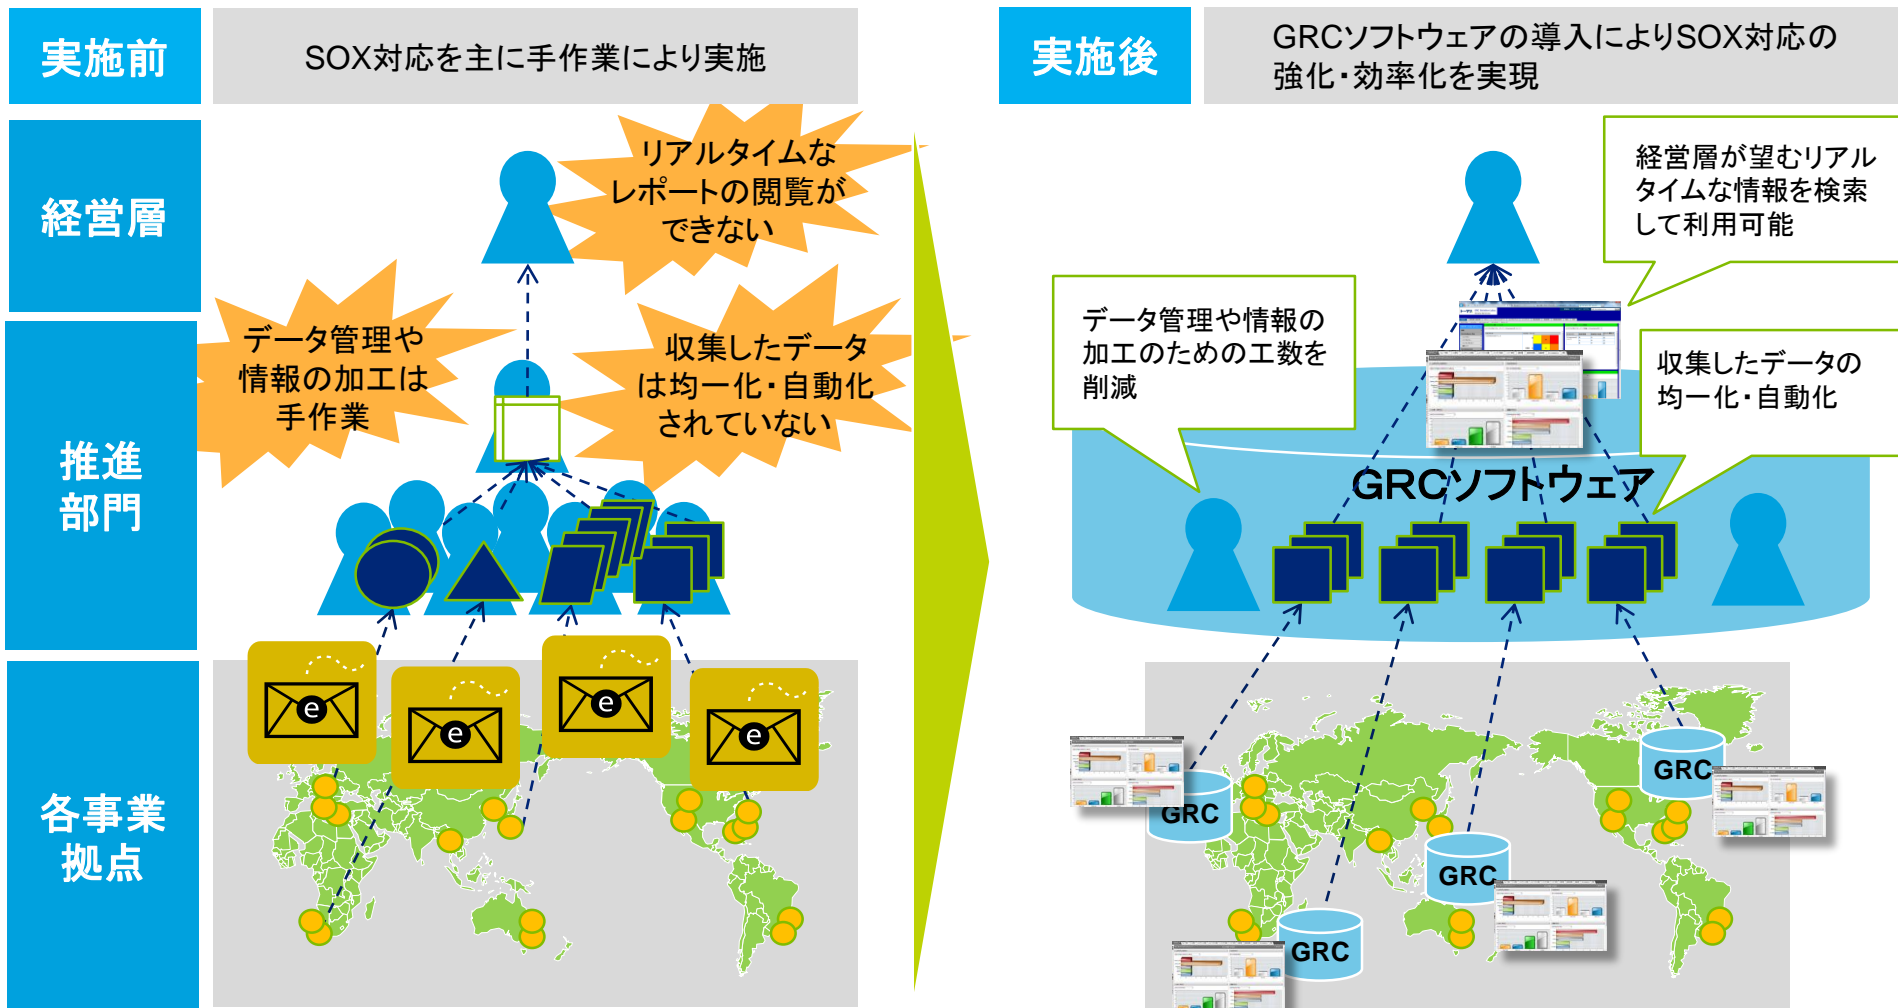 実施前
SOX対応を主に手作業により実施
実施後
GRCソフトウェアの導入によりSOX対応の
強化・効率化を実現
経営層
リアルタイムな
レポートの閲覧が
できない
経営層が望むリアル
タイムな情報を検索
して利用可能
推進
部門
データ管理や
情報の加工は
手作業
収集したデータ
は均一化・自動化
されていない
データ管理や情報の
加工のための工数を
削減
収集したデータの
均一化・自動化
GRCソフトウェア
各事業
拠点
e
e
e
e
GRC
GRC
GRC
GRC